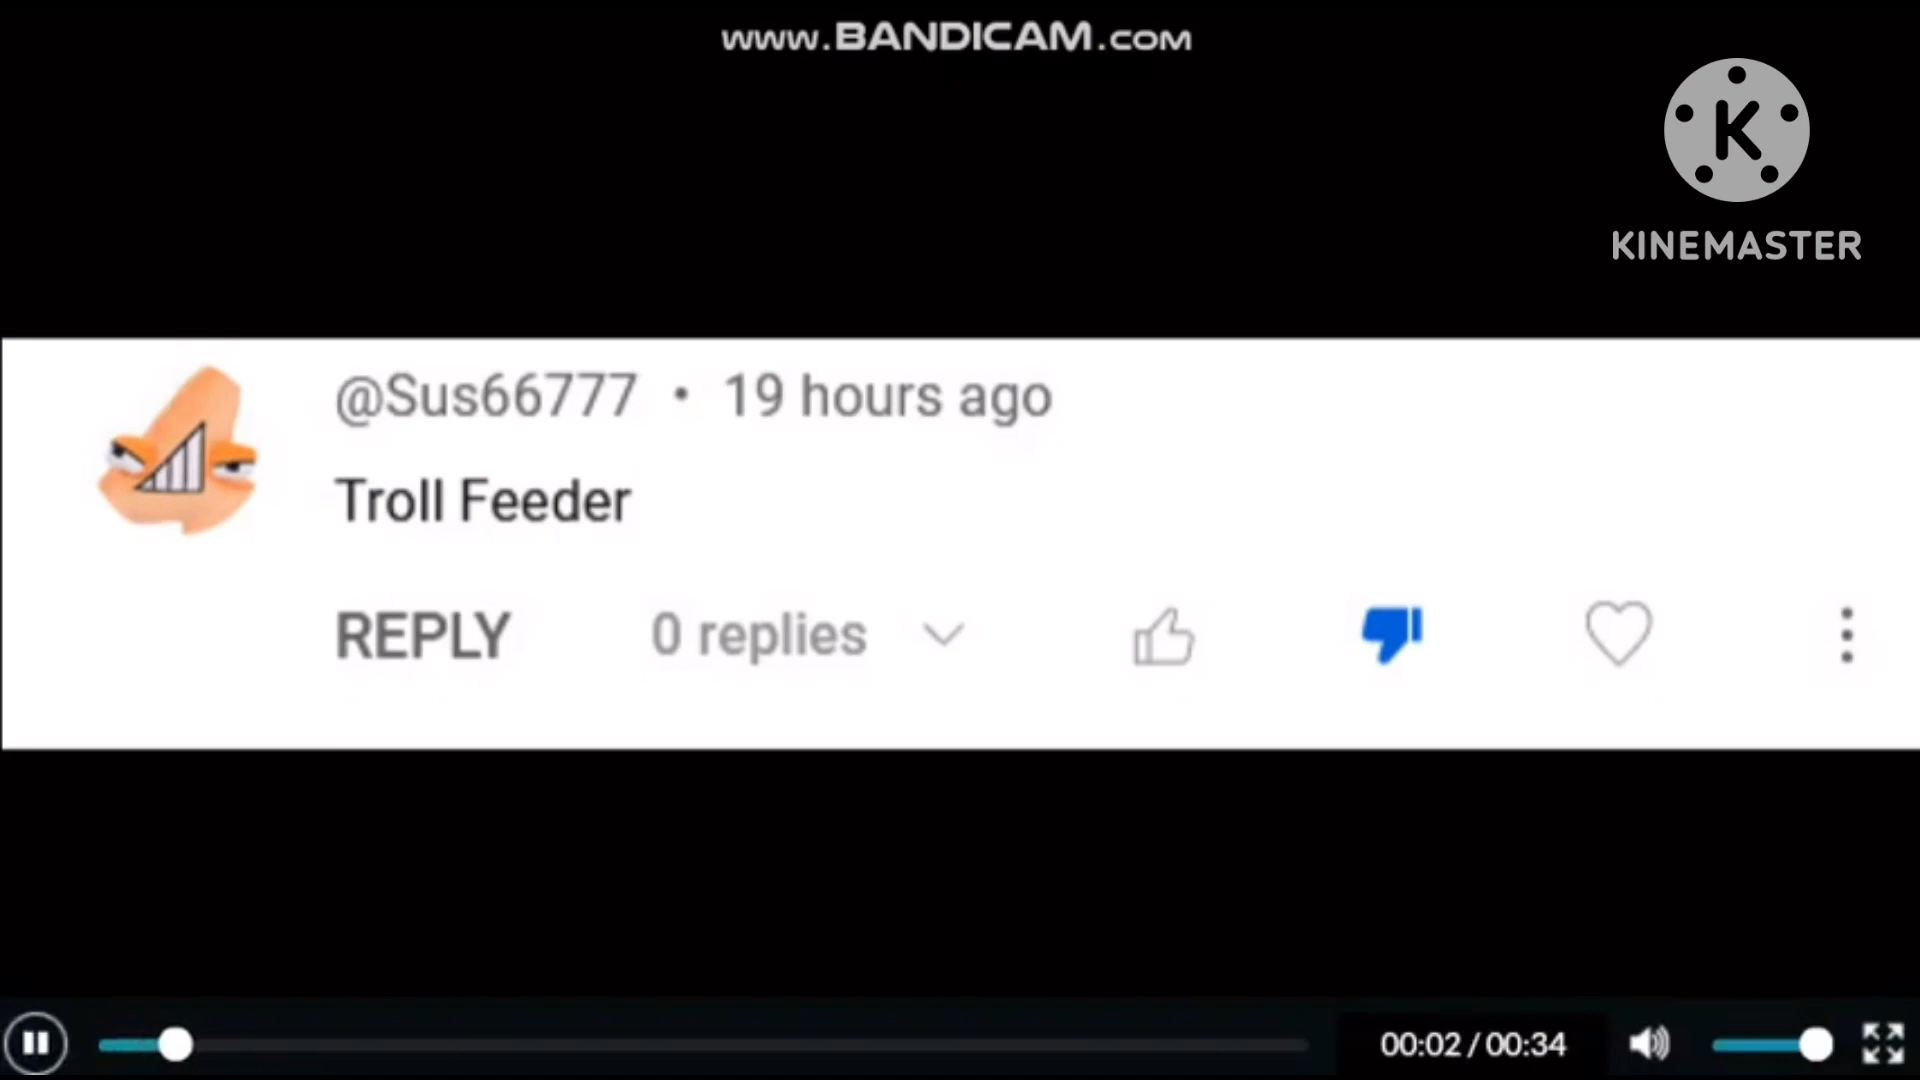 www.BANDICAM.COM
K
KINEMASTER
@Sus66777 • 19 hours ago
Troll Feeder
REPLY 0 replies
00:02 / 00:34